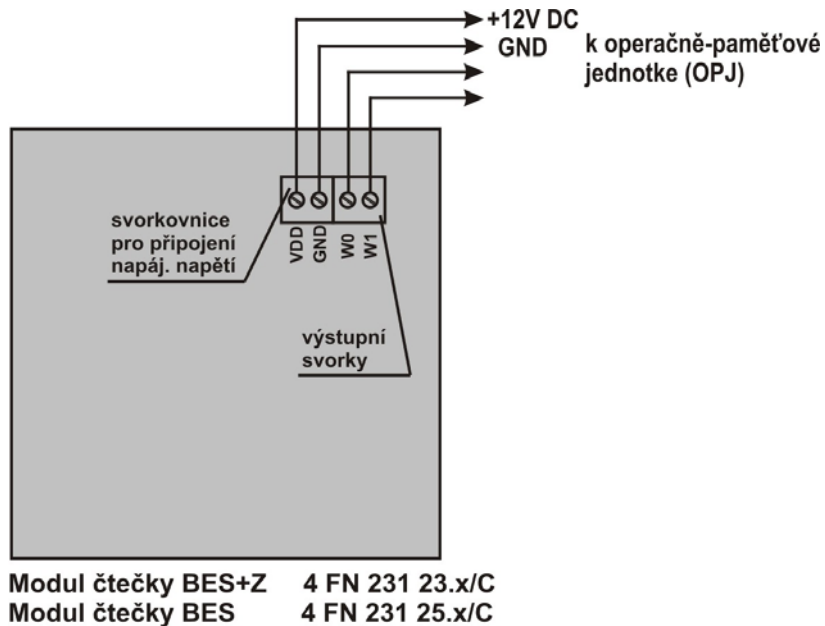 +12V DC
GND
k operačně-paměťové
jednotke (OPJ)
svorkovnice
pro připojení
napáj. napětí
VDD
GND
W0
W1
výstupní
svorky
Modul čtečky BES+Z 4 FN 231 23.x/C
Modul čtečky BES 4 FN 231 25.x/C